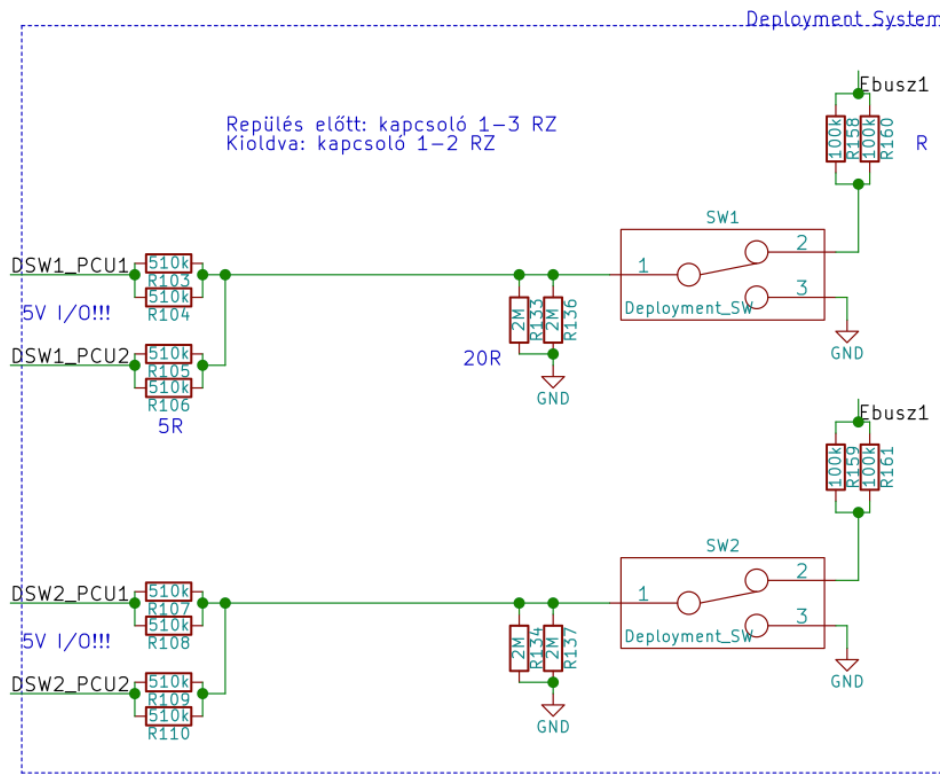 Deployment System
Ebusz1
Repülés előtt: kapcsoló 1-3 RZ
Kioldva: kapcsoló 1-2 RZ
100k
R158
100k
R160
R
SW1
DSW1_PCU1
510k
R103
510k
R104
5V I/O!!!
1
2
3
Deployment_SW
2M
R133
2M
R136
DSW1_PCU2
510k
R105
510k
R106
20R
GND
GND
5R
Ebusz1
100k
R159
100k
R161
SW2
DSW2_PCU1
510k
R107
510k
R108
5V I/O!!!
1
2
3
Deployment_SW
2M
R134
2M
R137
DSW2_PCU2
510k
R109
510k
R110
GND
GND